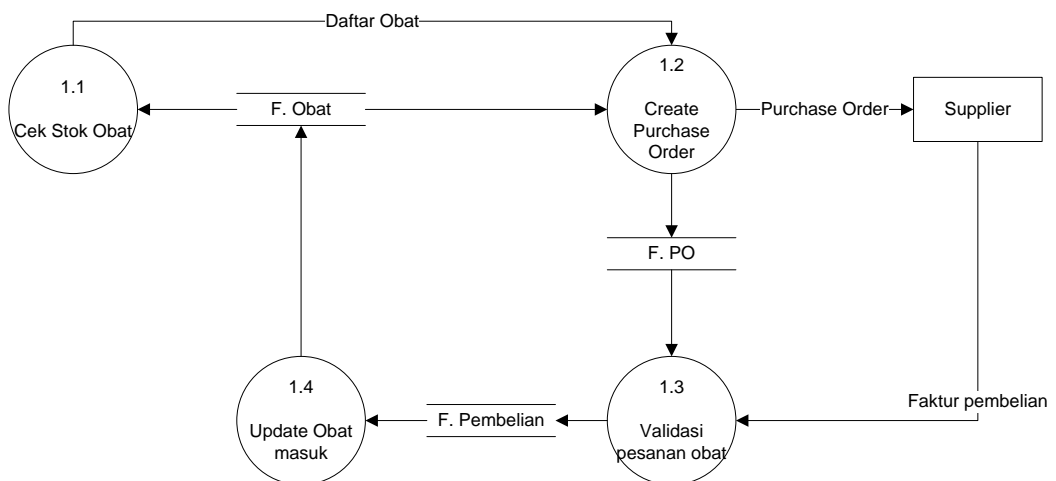 Daftar Obat
1.1
Cek Stok Obat
F. Obat
1.2
Create
Purchase
Order
Purchase Order
Supplier
F. PO
1.4
Update Obat
masuk
F. Pembelian
1.3
Validasi
pesanan obat
Faktur pembelian